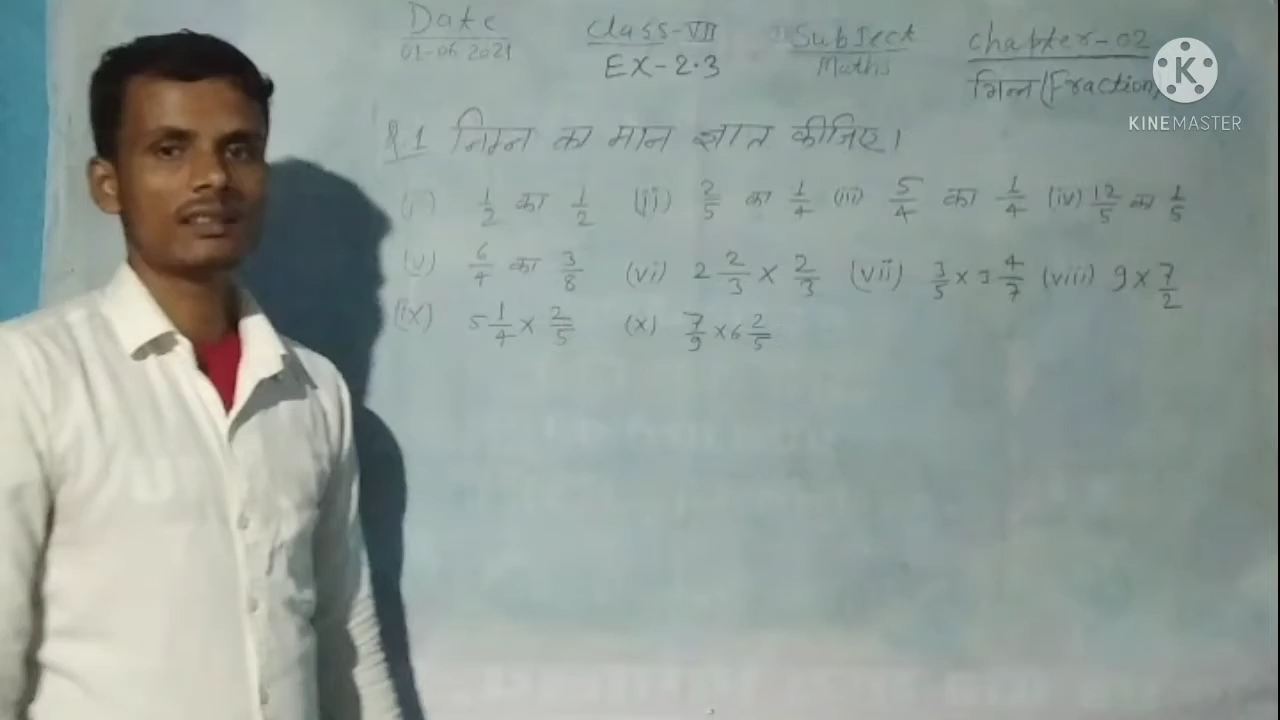 Date Class-VII Subject Chapter-02
01-06 2021 EX-2.3 Maths भिन्न (Fraction)
KINEMASTER
Q 1 निम्न का मान ज्ञात कीजिए।
(i) 1/2 का 1/2 (ii) 2/5 का 1/4 (iii) 5/4 का 1/4 (iv) 12/5 का 1/5
(v) 6/4 का 3/8 (vi) 2 2/3 × 2/3 (vii) 3/5 × 3 4/7 (viii) 9 × 7/2
(ix) 5 1/4 × 2/5 (x) 7/9 × 6 2/5